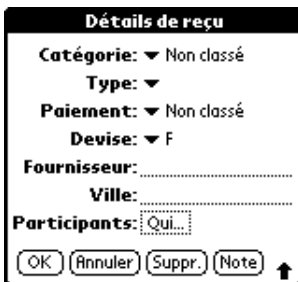 Détails de reçu
Catégorie: Non classé
Type:
Paiement: Non classé
Devise: F
Fournisseur:
Ville:
Participants: Qui...
OK Annuler Suppr. Note